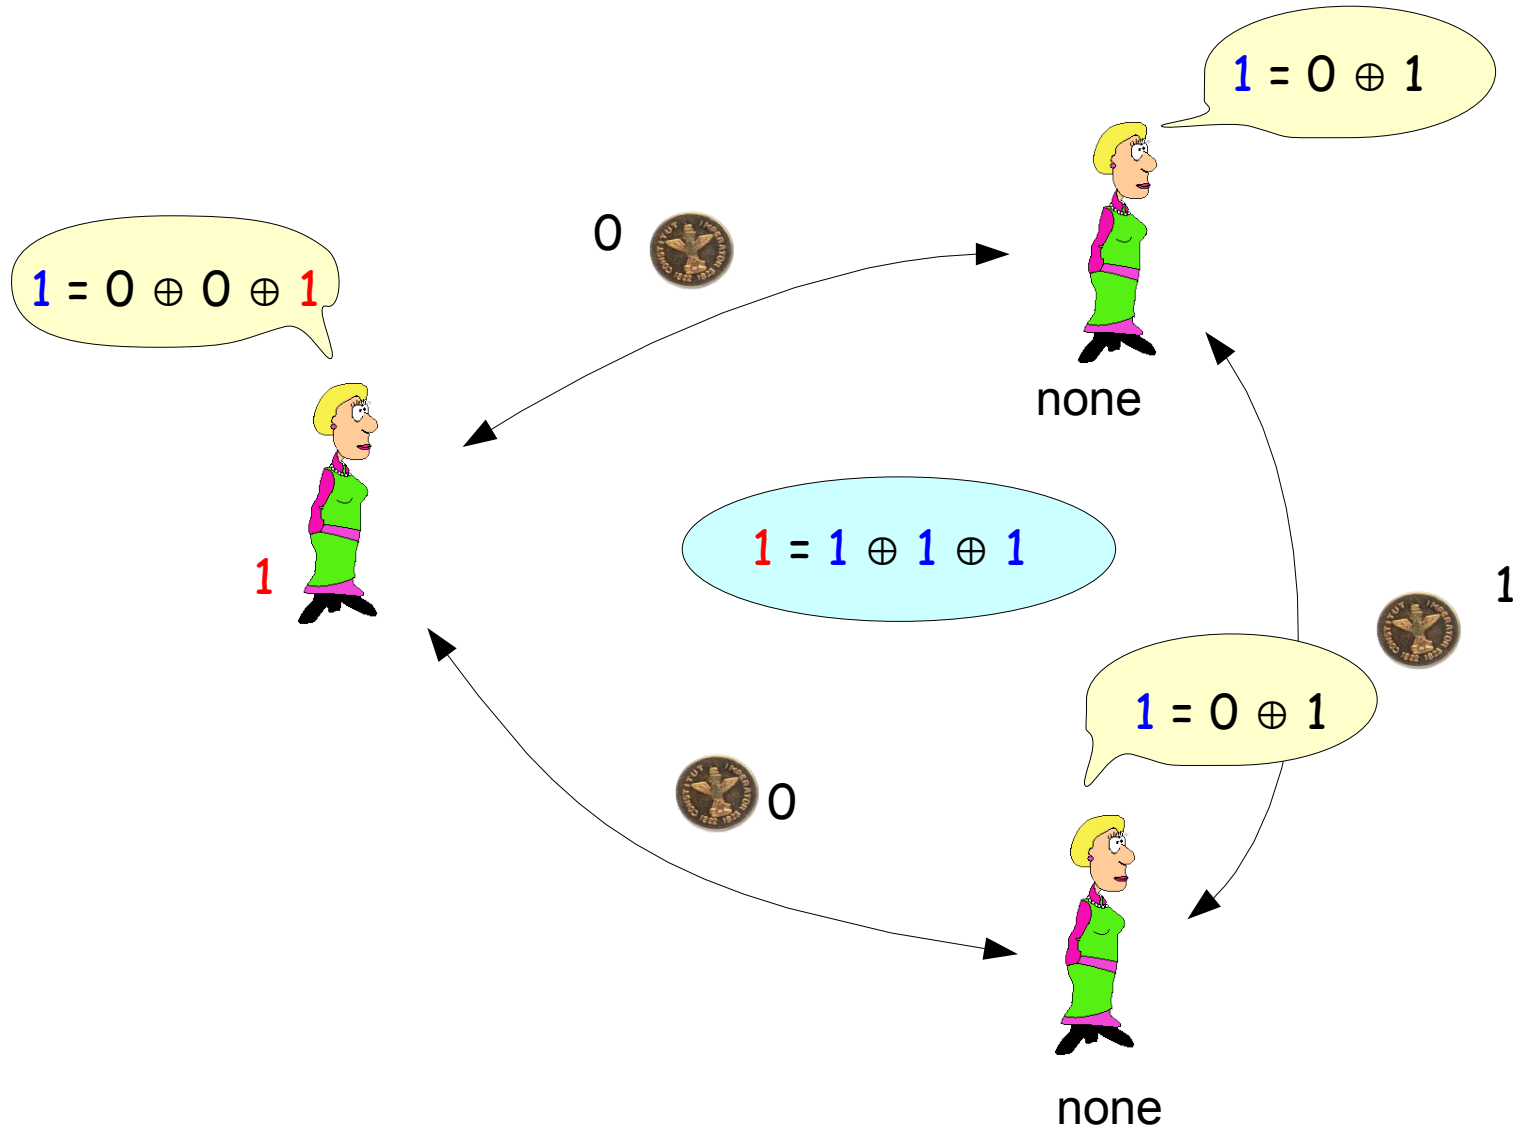 1 = 0 ⊕ 1
0
1 = 0 ⊕ 0 ⊕ 1
none
1 = 1 ⊕ 1 ⊕ 1
1
1
1 = 0 ⊕ 1
0
none